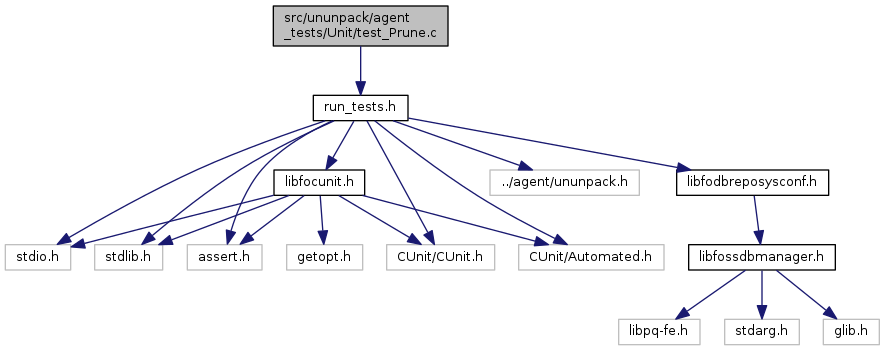 src/ununpack/agent
_tests/Unit/test_Prune.c
run_tests.h
libfocunit.h
../agent/ununpack.h
libfodbreposysconf.h
stdio.h
stdlib.h
assert.h
getopt.h
CUnit/CUnit.h
CUnit/Automated.h
libfossdbmanager.h
libpq-fe.h
stdarg.h
glib.h